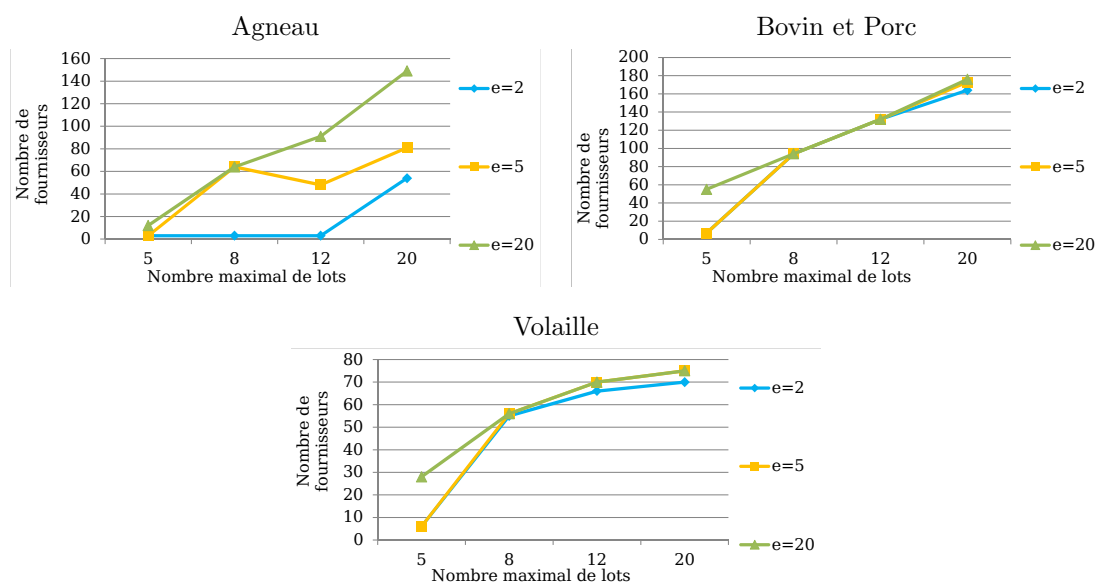 Agneau
160
140
120
100
80
60
40
20
0
Nombre de
fournisseurs
5 8 12 20
Nombre maximal de lots
e=2
e=5
e=20
Bovin et Porc
200
180
160
140
120
100
80
60
40
20
0
Nombre de
fournisseurs
5 8 12 20
Nombre maximal de lots
e=2
e=5
e=20
Volaille
80
70
60
50
40
30
20
10
0
Nombre de
fournisseurs
5 8 12 20
Nombre maximal de lots
e=2
e=5
e=20